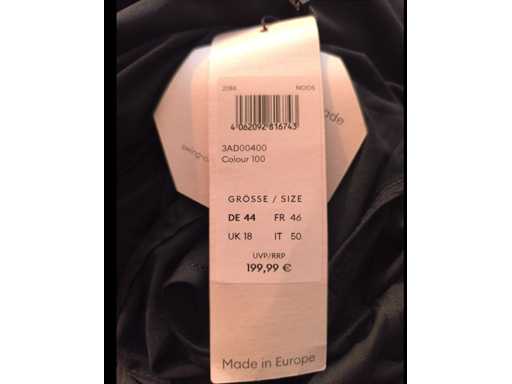 2086 NOOS
4 062092 816743
3AD00400
Colour 100
GRÖSSE / SIZE
DE 44 FR 46
UK 18 IT 50
UVP/RRP
199,99 €
Made in Europe